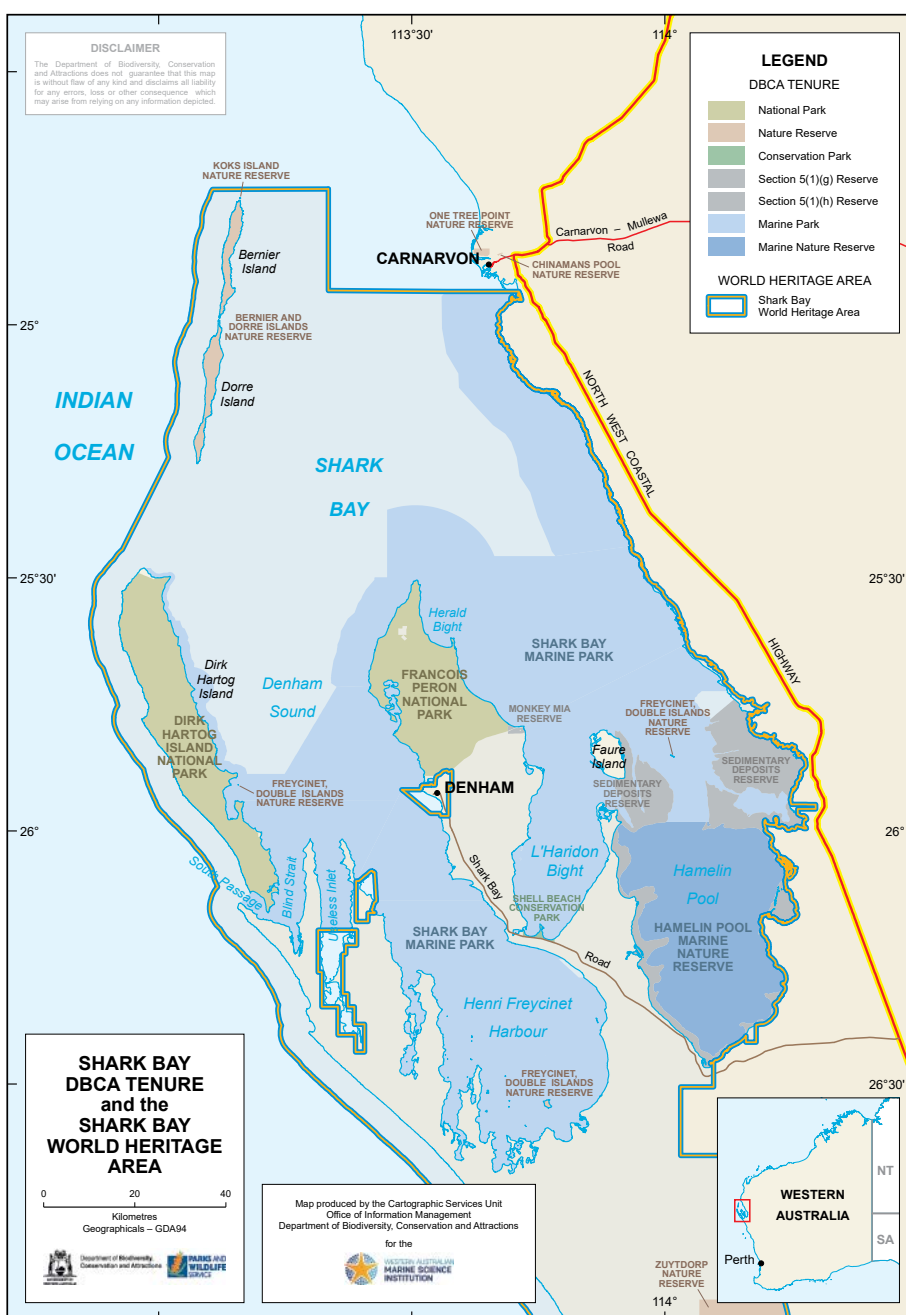 113°30'
114°
DISCLAIMER
The Department of Biodiversity, Conservation
and Attractions does not guarantee that this map
is without flaw of any kind and disclaims all liability
for any errors, loss or other consequence which
may arise from relying on any information depicted.
LEGEND
DBCA TENURE
National Park
Nature Reserve
Conservation Park
Section 5(1)(g) Reserve
Section 5(1)(h) Reserve
Marine Park
Marine Nature Reserve
WORLD HERITAGE AREA
Shark Bay
World Heritage Area
KOKS ISLAND
NATURE RESERVE
ONE TREE POINT
NATURE RESERVE
Carnarvon – Mullewa
Road
CARNARVON
CHINAMANS POOL
NATURE RESERVE
Bernier
Island
BERNIER AND
DORRE ISLANDS
NATURE RESERVE
25°
Dorre
Island
INDIAN
OCEAN
NORTH WEST COASTAL
HIGHWAY
SHARK
BAY
25°30'
25°30'
Herald
Bight
SHARK BAY
MARINE PARK
Dirk
Hartog
Island
Denham
Sound
FRANCOIS
PERON
NATIONAL
PARK
MONKEY MIA
RESERVE
FREYCINET,
DOUBLE ISLANDS
NATURE
RESERVE
DIRK
HARTOG
ISLAND
NATIONAL
PARK
Faure
Island
SEDIMENTARY
DEPOSITS
RESERVE
SEDIMENTARY
DEPOSITS
RESERVE
FREYCINET,
DOUBLE ISLANDS
NATURE RESERVE
DENHAM
26°
26°
South Passage
Blind Strait
Useless Inlet
Shark Bay
Road
L'Haridon
Bight
Hamelin
Pool
SHELL BEACH
CONSERVATION
PARK
SHARK BAY
MARINE PARK
HAMELIN POOL
MARINE
NATURE
RESERVE
Henri Freycinet
Harbour
FREYCINET,
DOUBLE ISLANDS
NATURE RESERVE
26°30'
SHARK BAY
DBCA TENURE
and the
SHARK BAY
WORLD HERITAGE
AREA
0 20 40
Kilometres
Geographicals – GDA94
Department of Biodiversity,
Conservation and Attractions
PARKS AND
WILDLIFE
SERVICE
Map produced by the Cartographic Services Unit
Office of Information Management
Department of Biodiversity, Conservation and Attractions
for the
WESTERN AUSTRALIAN
MARINE SCIENCE
INSTITUTION
NT
WESTERN
AUSTRALIA
SA
Perth
ZUYTDORP
NATURE
RESERVE
114°